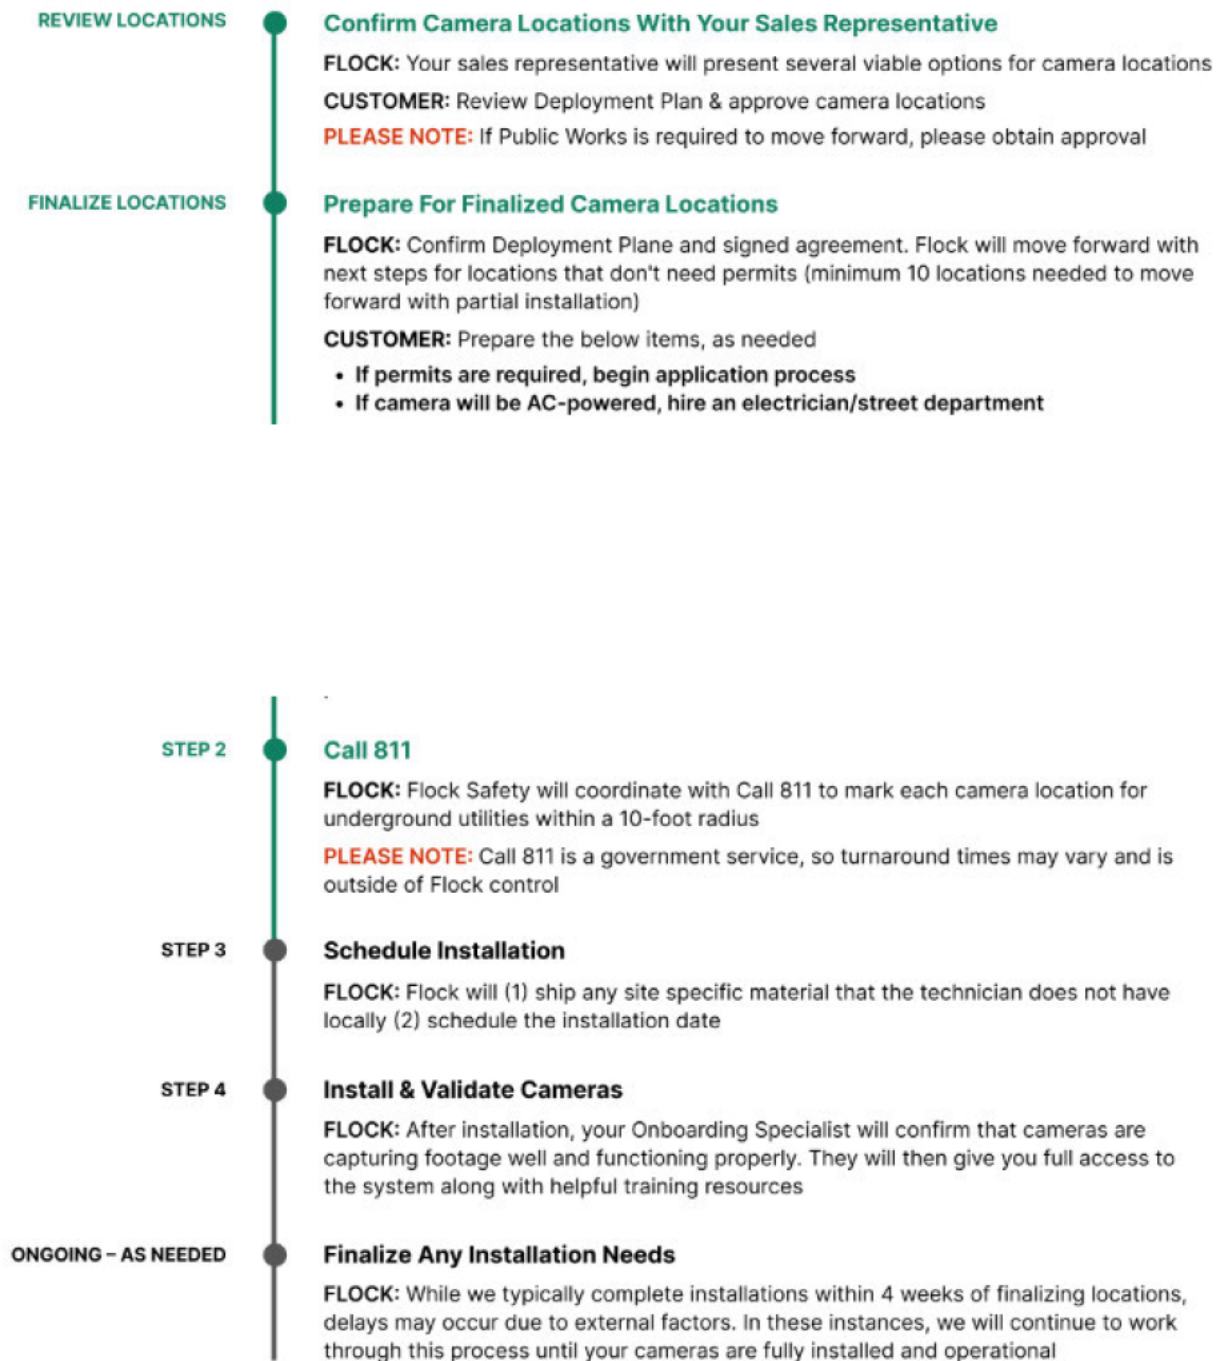 REVIEW LOCATIONS
Confirm Camera Locations With Your Sales Representative
FLOCK: Your sales representative will present several viable options for camera locations
CUSTOMER: Review Deployment Plan & approve camera locations
PLEASE NOTE: If Public Works is required to move forward, please obtain approval
FINALIZE LOCATIONS
Prepare For Finalized Camera Locations
FLOCK: Confirm Deployment Plane and signed agreement. Flock will move forward with
next steps for locations that don't need permits (minimum 10 locations needed to move
forward with partial installation)
CUSTOMER: Prepare the below items, as needed
• If permits are required, begin application process
• If camera will be AC-powered, hire an electrician/street department
STEP 2
Call 811
FLOCK: Flock Safety will coordinate with Call 811 to mark each camera location for
underground utilities within a 10-foot radius
PLEASE NOTE: Call 811 is a government service, so turnaround times may vary and is
outside of Flock control
STEP 3
Schedule Installation
FLOCK: Flock will (1) ship any site specific material that the technician does not have
locally (2) schedule the installation date
STEP 4
Install & Validate Cameras
FLOCK: After installation, your Onboarding Specialist will confirm that cameras are
capturing footage well and functioning properly. They will then give you full access to
the system along with helpful training resources
ONGOING – AS NEEDED
Finalize Any Installation Needs
FLOCK: While we typically complete installations within 4 weeks of finalizing locations,
delays may occur due to external factors. In these instances, we will continue to work
through this process until your cameras are fully installed and operational